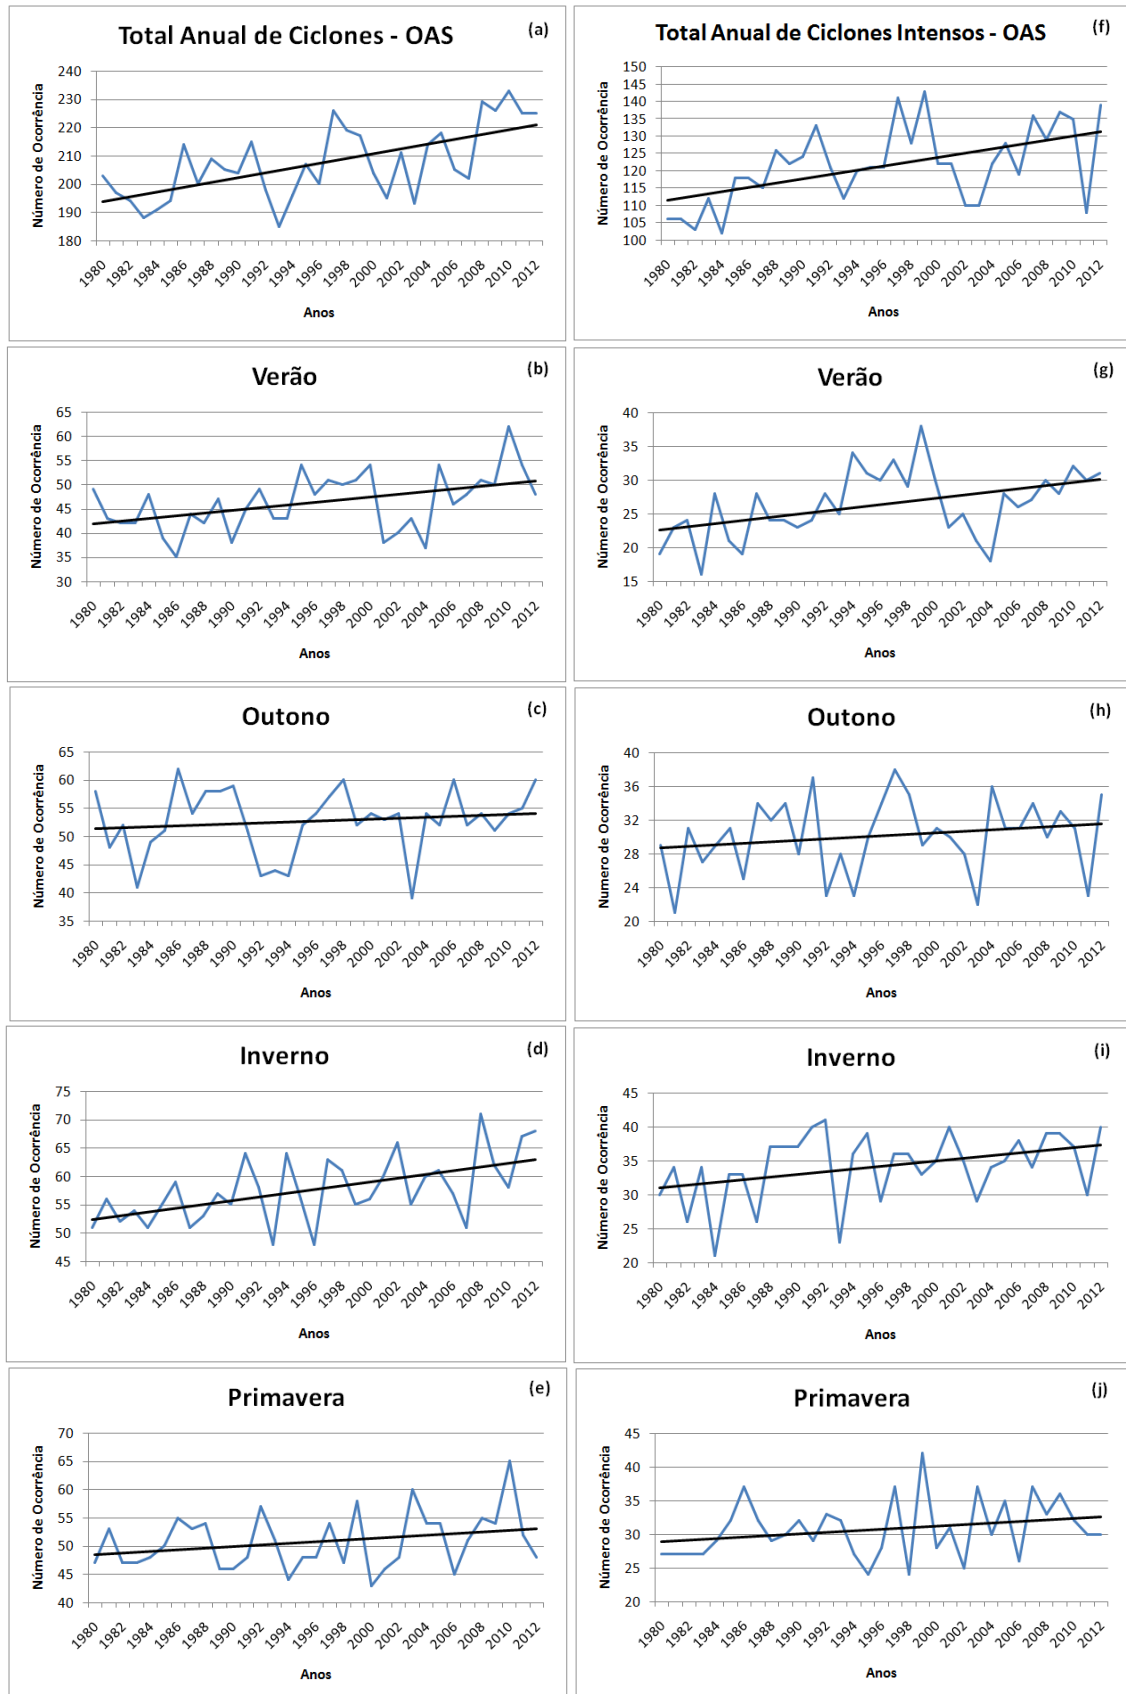 Total Anual de Ciclones - OAS
(a)
Número de Ocorrência
240
230
220
210
200
190
180
1980 1982 1984 1986 1988 1990 1992 1994 1996 1998 2000 2002 2004 2006 2008 2010 2012
Anos
Total Anual de Ciclones Intensos - OAS
(f)
Número de Ocorrência
150
145
140
135
130
125
120
115
110
105
100
1980 1982 1984 1986 1988 1990 1992 1994 1996 1998 2000 2002 2004 2006 2008 2010 2012
Anos
Verão
(b)
Número de Ocorrência
65
60
55
50
45
40
35
30
1980 1982 1984 1986 1988 1990 1992 1994 1996 1998 2000 2002 2004 2006 2008 2010 2012
Anos
Verão
(g)
Número de Ocorrência
40
35
30
25
20
15
1980 1982 1984 1986 1988 1990 1992 1994 1996 1998 2000 2002 2004 2006 2008 2010 2012
Anos
Outono
(c)
Número de Ocorrência
65
60
55
50
45
40
35
1980 1982 1984 1986 1988 1990 1992 1994 1996 1998 2000 2002 2004 2006 2008 2010 2012
Anos
Outono
(h)
Numero de Ocorrência
40
36
32
28
24
20
1980 1982 1984 1986 1988 1990 1992 1994 1996 1998 2000 2002 2004 2006 2008 2010 2012
Anos
Inverno
(d)
Número de Ocorrência
75
70
65
60
55
50
45
1980 1982 1984 1986 1988 1990 1992 1994 1996 1998 2000 2002 2004 2006 2008 2010 2012
Anos
Inverno
(i)
Número de Ocorrência
45
40
35
30
25
20
1980 1982 1984 1986 1988 1990 1992 1994 1996 1998 2000 2002 2004 2006 2008 2010 2012
Anos
Primavera
(e)
Número de Ocorrência
70
65
60
55
50
45
40
1980 1982 1984 1986 1988 1990 1992 1994 1996 1998 2000 2002 2004 2006 2008 2010 2012
Anos
Primavera
(j)
Número de Ocorrência
45
40
35
30
25
20
1980 1982 1984 1986 1988 1990 1992 1994 1996 1998 2000 2002 2004 2006 2008 2010 2012
Anos